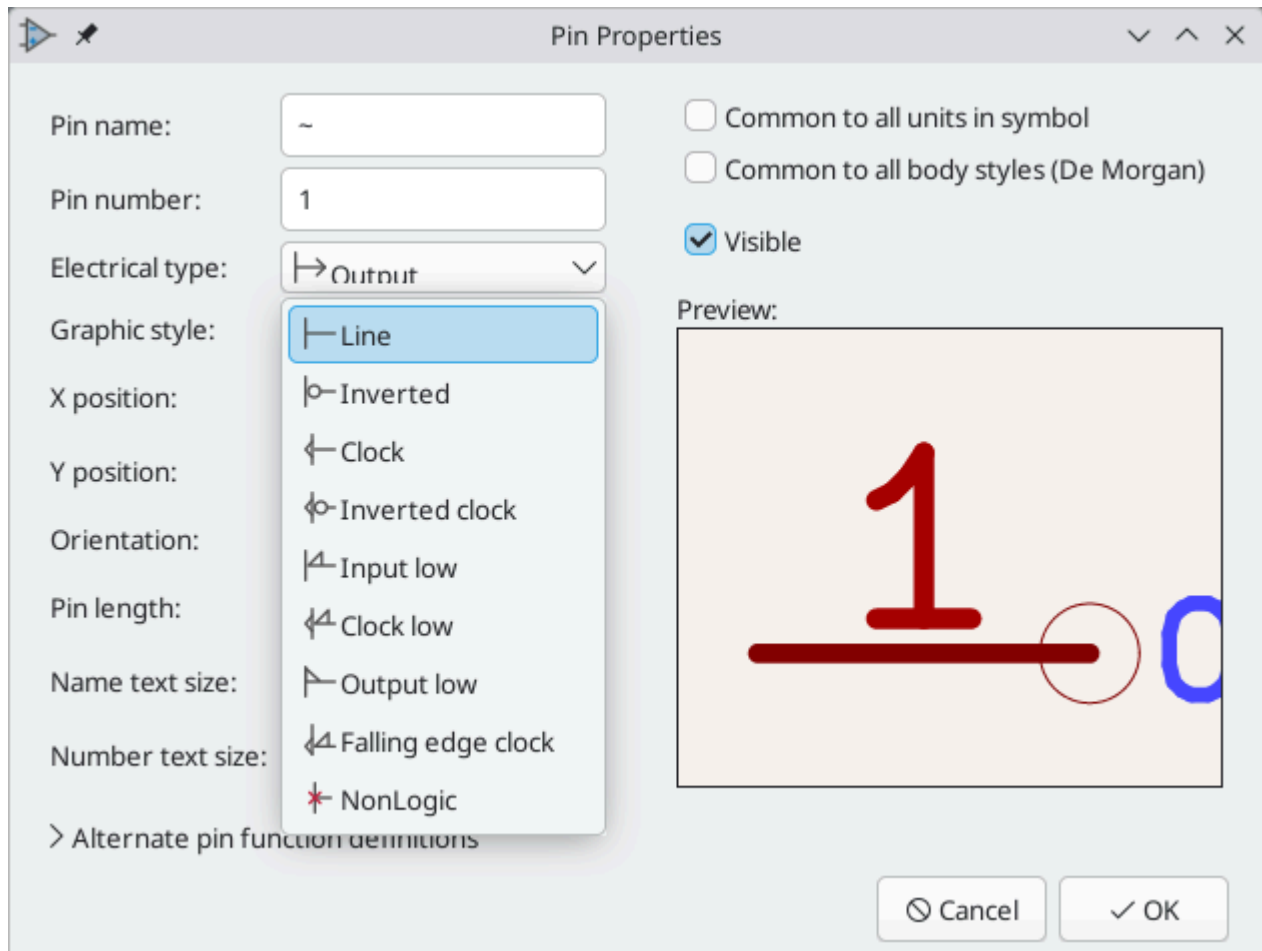 Pin Properties
Pin name:
~
Common to all units in symbol
Common to all body styles (De Morgan)
Pin number:
1
Visible
Electrical type:
Output
Preview:
Graphic style:
Line
X position:
Inverted
Clock
Y position:
Inverted clock
Orientation:
Input low
Pin length:
Clock low
Name text size:
Output low
Number text size:
Falling edge clock
NonLogic
Alternate pin function definitions
1
Cancel
OK